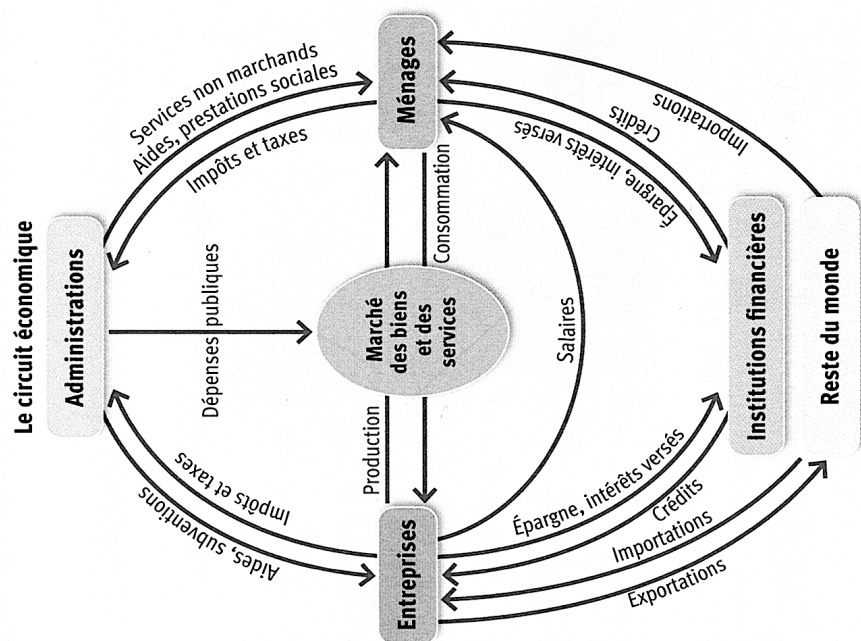 Le circuit économique
Administrations
Aides, subventions
Impôts et taxes
Dépenses publiques
Impôts et taxes
Services non marchands
Aides, prestations sociales
Entreprises
Production
Marché
des biens
et des
services
Consommation
Ménages
Salaires
Épargne, intérêts versés
Crédits
Importations
Exportations
Épargne, intérêts versés
Crédits
Importations
Institutions financières
Reste du monde